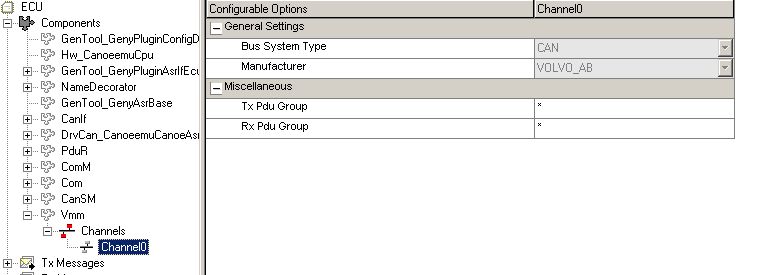 ECU
Components
GenTool_GenyPluginConfigD
Hw_CanoeemuCpu
GenTool_GenyPluginAsrIfEcu
NameDecorator
GenTool_GenyAsrBase
CanIf
DrvCan_CanoeemuCanoeAsr
PduR
ComM
Com
CanSM
Vmm
Channels
Channel0
Tx Messages
Configurable Options Channel0
General Settings
Bus System Type CAN
Manufacturer VOLVO_AB
Miscellaneous
Tx Pdu Group *
Rx Pdu Group *